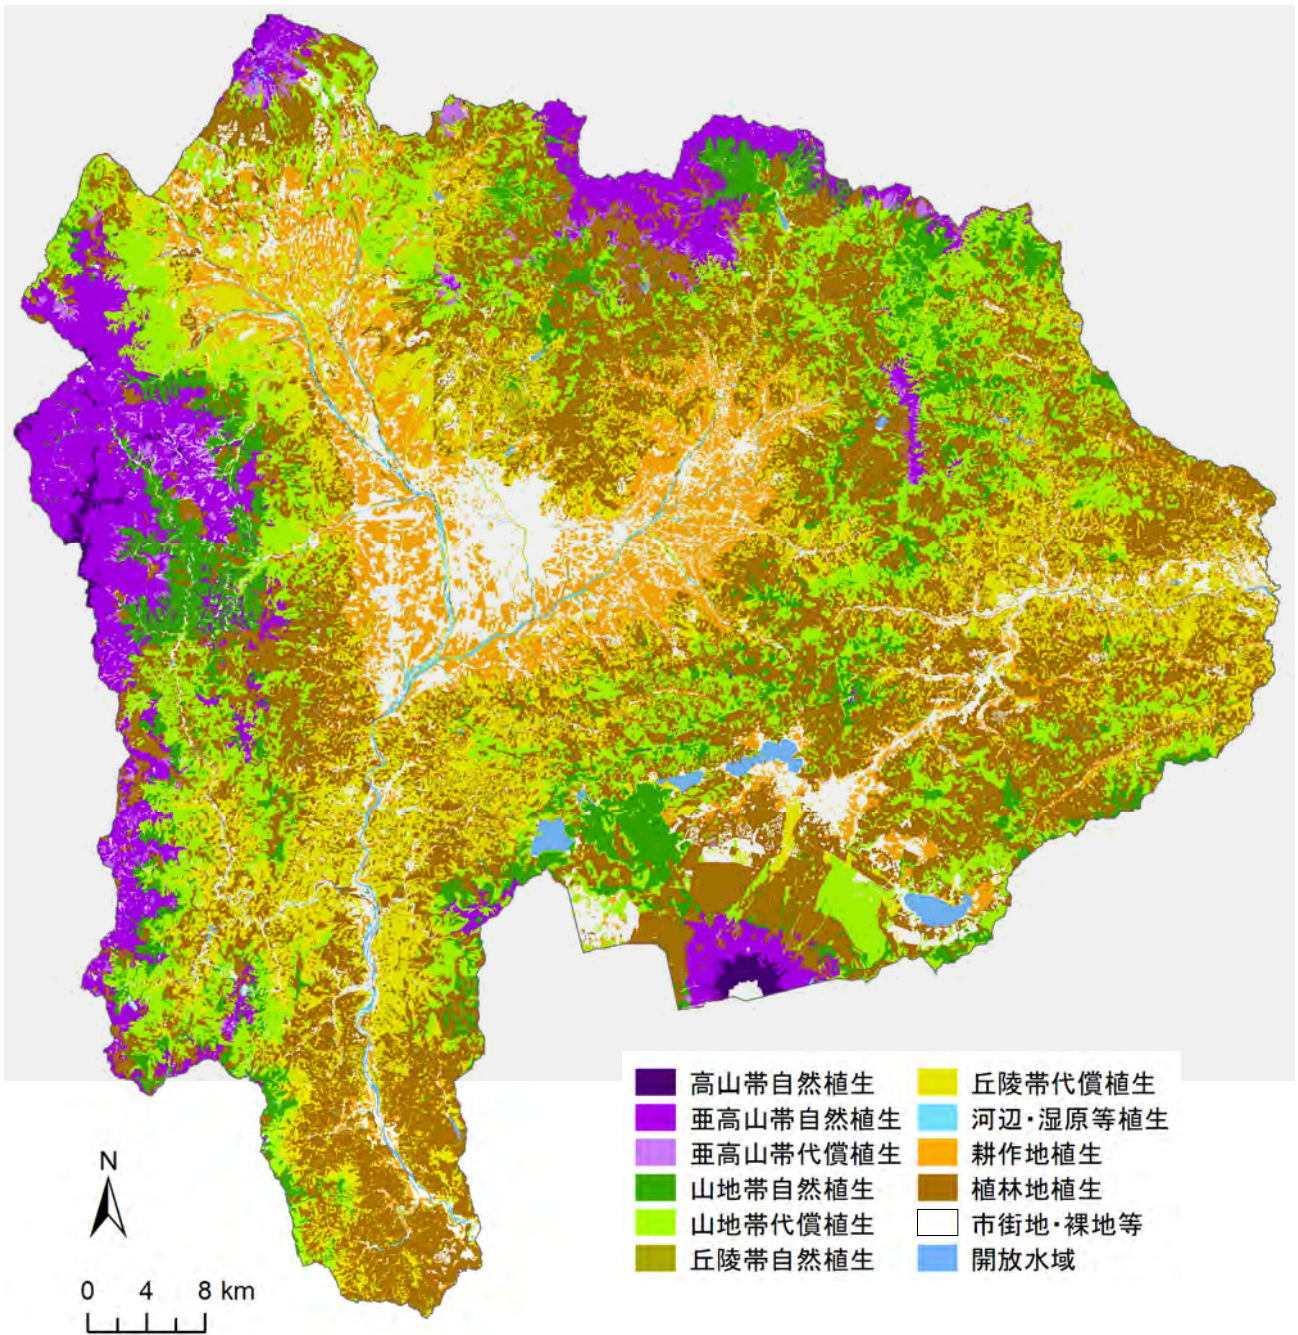 高山帯自然植生
亜高山帯自然植生
亜高山帯代償植生
山地帯自然植生
山地帯代償植生
丘陵帯自然植生
丘陵帯代償植生
河辺・湿原等植生
耕作地植生
植林地植生
市街地・裸地等
開放水域
N
0 4 8 km